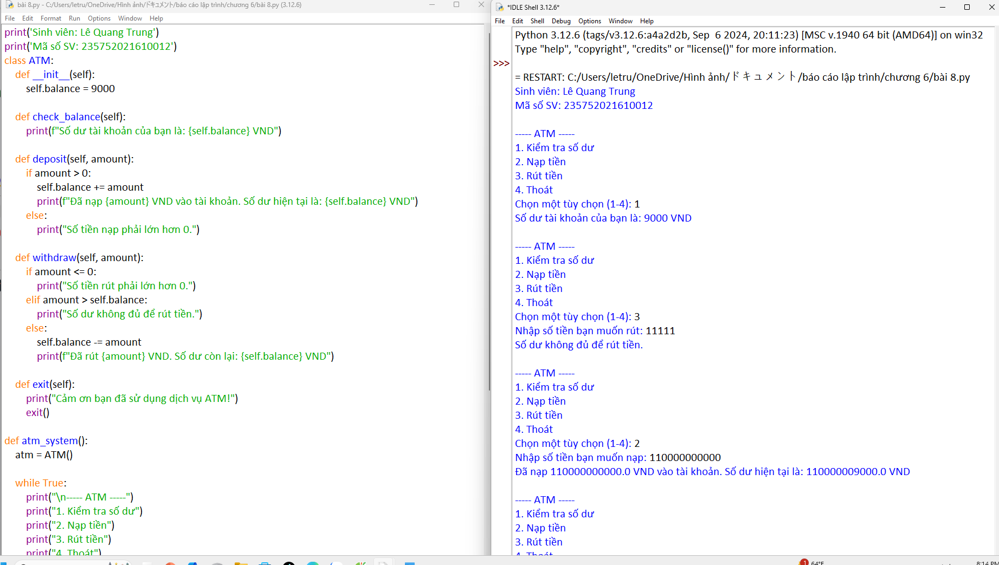 bài 8.py - C:/Users/letru/OneDrive/Hình ảnh/ドキュメント/báo cáo lập trình/chương 6/bài 8.py (3.12.6)
File Edit Format Run Options Window Help
print('Sinh viên: Lê Quang Trung')
print('Mã số SV: 235752021610012')
class ATM:
    def __init__(self):
        self.balance = 9000

    def check_balance(self):
        print(f"Số dư tài khoản của bạn là: {self.balance} VND")

    def deposit(self, amount):
        if amount > 0:
            self.balance += amount
            print(f"Đã nạp {amount} VND vào tài khoản. Số dư hiện tại là: {self.balance} VND")
        else:
            print("Số tiền nạp phải lớn hơn 0.")

    def withdraw(self, amount):
        if amount <= 0:
            print("Số tiền rút phải lớn hơn 0.")
        elif amount > self.balance:
            print("Số dư không đủ để rút tiền.")
        else:
            self.balance -= amount
            print(f"Đã rút {amount} VND. Số dư còn lại: {self.balance} VND")

    def exit(self):
        print("Cảm ơn bạn đã sử dụng dịch vụ ATM!")
        exit()

def atm_system():
    atm = ATM()

    while True:
        print("\n----- ATM -----")
        print("1. Kiểm tra số dư")
        print("2. Nạp tiền")
        print("3. Rút tiền")
        print("4. Thoát")
*IDLE Shell 3.12.6*
File Edit Shell Debug Options Window Help
Python 3.12.6 (tags/v3.12.6:a4a2d2b, Sep  6 2024, 20:11:23) [MSC v.1940 64 bit (AMD64)] on win32
Type "help", "copyright", "credits" or "license()" for more information.
>>>
= RESTART: C:/Users/letru/OneDrive/Hình ảnh/ドキュメント/báo cáo lập trình/chương 6/bài 8.py
Sinh viên: Lê Quang Trung
Mã số SV: 235752021610012

----- ATM -----
1. Kiểm tra số dư
2. Nạp tiền
3. Rút tiền
4. Thoát
Chọn một tùy chọn (1-4): 1
Số dư tài khoản của bạn là: 9000 VND

----- ATM -----
1. Kiểm tra số dư
2. Nạp tiền
3. Rút tiền
4. Thoát
Chọn một tùy chọn (1-4): 3
Nhập số tiền bạn muốn rút: 11111
Số dư không đủ để rút tiền.

----- ATM -----
1. Kiểm tra số dư
2. Nạp tiền
3. Rút tiền
4. Thoát
Chọn một tùy chọn (1-4): 2
Nhập số tiền bạn muốn nạp: 110000000000
Đã nạp 110000000000.0 VND vào tài khoản. Số dư hiện tại là: 110000009000.0 VND

----- ATM -----
1. Kiểm tra số dư
2. Nạp tiền
3. Rút tiền
4. Thoát
1
64°F
8:14 PM